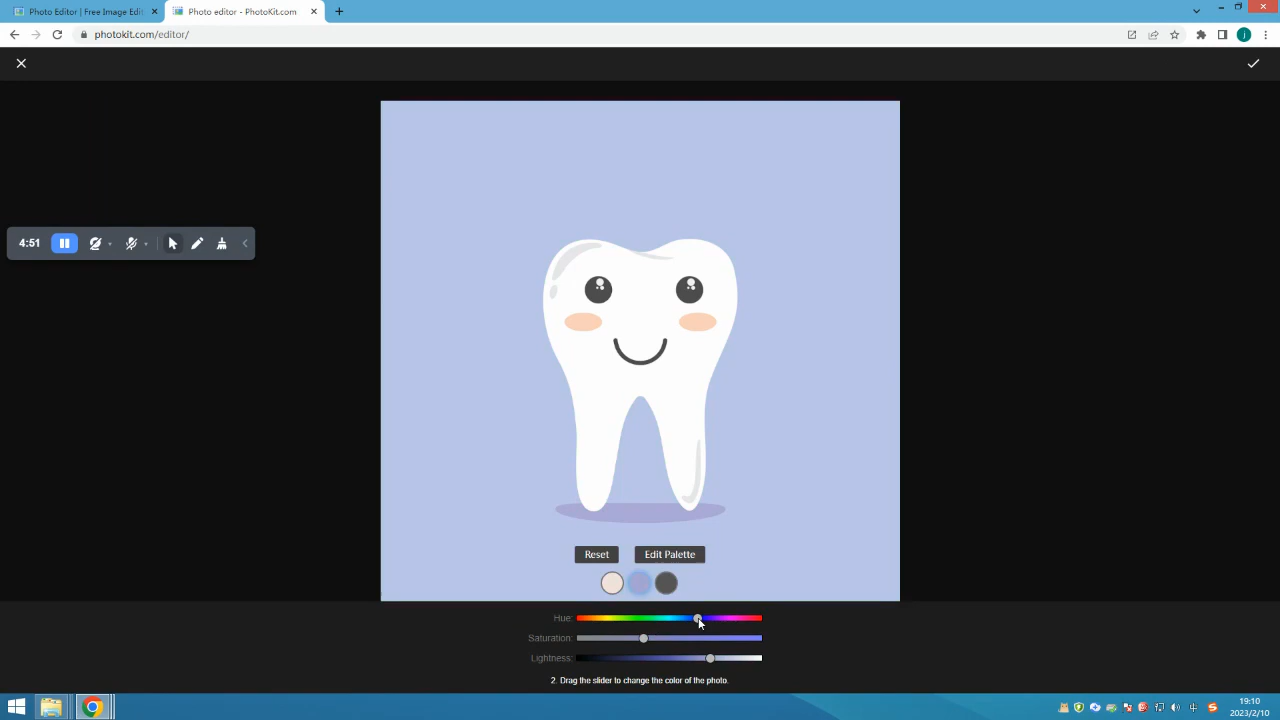 Photo Editor | Free Image Edit
Photo editor - PhotoKit.com
photokit.com/editor/
j
4:51
Reset
Edit Palette
Hue:
Saturation:
Lightness:
2. Drag the slider to change the color of the photo.
19:10
2023/2/10